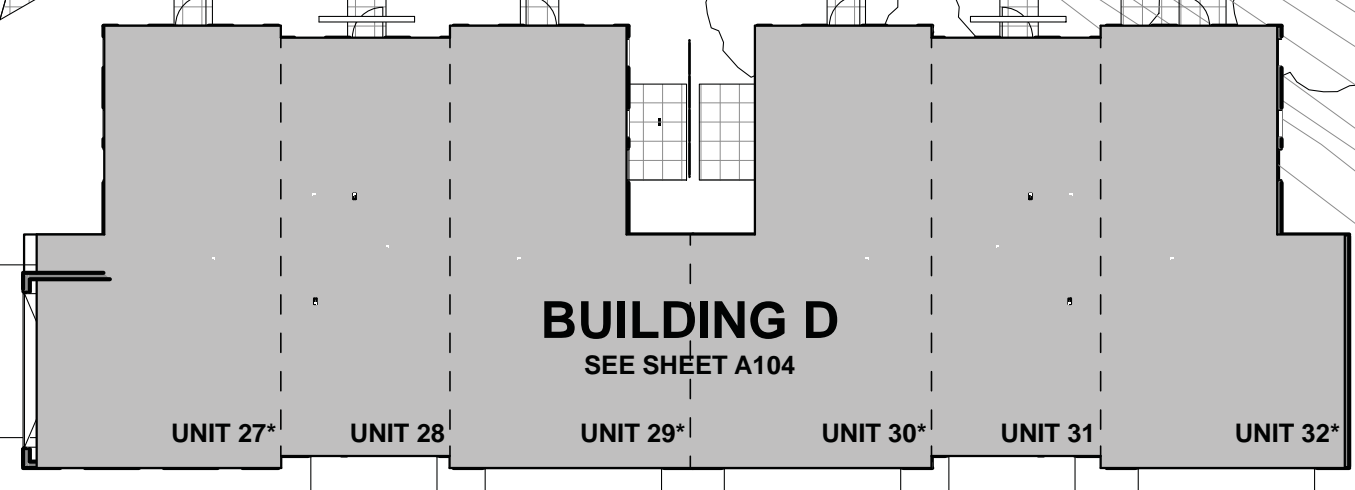 BUILDING D
SEE SHEET A104
UNIT 27* UNIT 28 UNIT 29* UNIT 30* UNIT 31 UNIT 32*